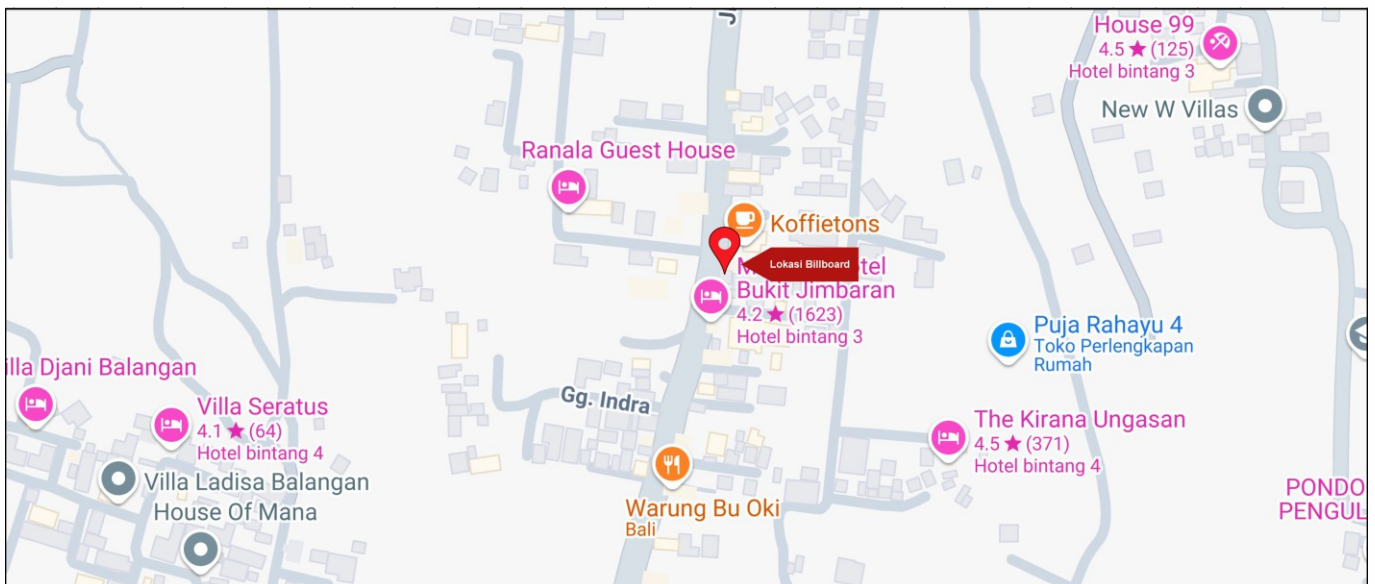 House 99
4.5 ★ (125)
Hotel bintang 3
New W Villas
Ranala Guest House
Koffietons
Lokasi Billboard
Bukit Jimbaran
4.2 ★ (1623)
Hotel bintang 3
Puja Rahayu 4
Toko Perlengkapan
Rumah
illa Djani Balangan
Gg. Indra
Villa Seratus
4.1 ★ (64)
Hotel bintang 4
The Kirana Ungasan
4.5 ★ (371)
Hotel bintang 4
Villa Ladisa Balangan
House Of Mana
Warung Bu Oki
Bali
PONDO
PENGUL